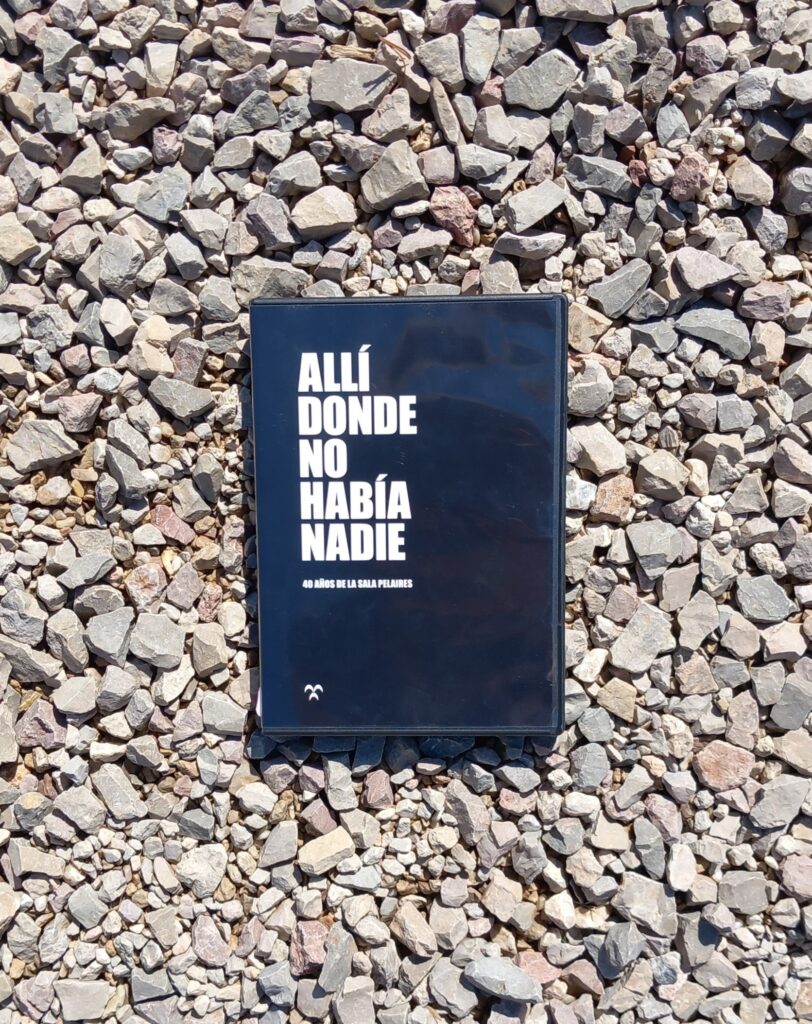 ALLÍ
DONDE
NO
HABÍA
NADIE
40 AÑOS DE LA SALA PELAIRES